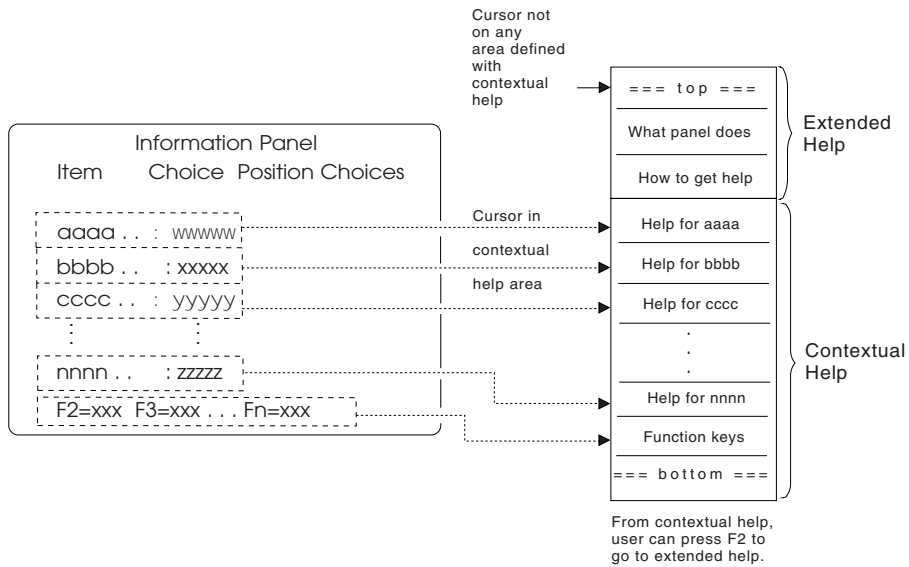 Cursor not
on any
area defined
with
contextual
help
=== top ===
What panel does
How to get help
Extended
Help
Information Panel
Item Choice Position Choices
aaaa . . : wwwww
bbbb . . : xxxxx
cccc . . : yyyyy
: :
nnnn . . : zzzzz
F2=xxx F3=xxx . . . Fn=xxx
Cursor in
contextual
help area
Help for aaaa
Help for bbbb
Help for cccc
.
.
.
Help for nnnn
Function keys
=== bottom ===
Contextual
Help
From contextual help,
user can press F2 to
go to extended help.